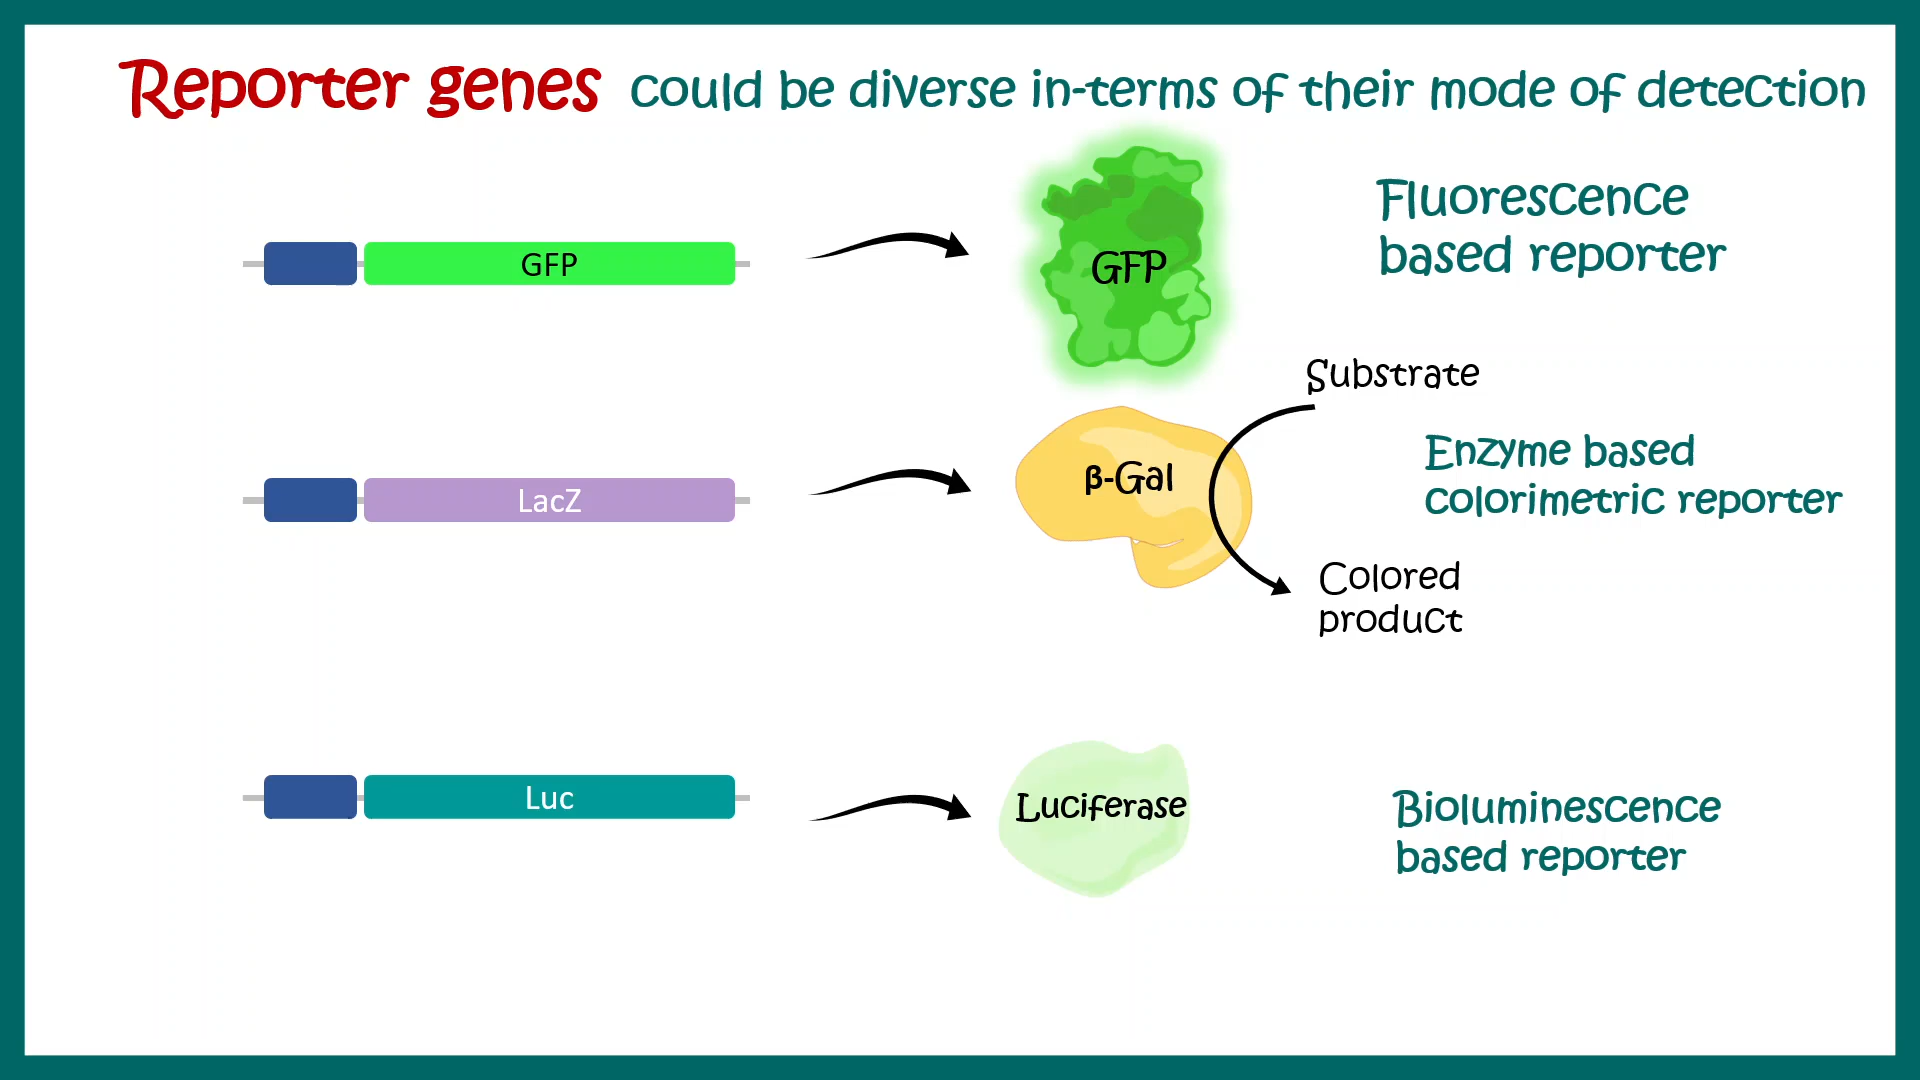 Reporter genes could be diverse in-terms of their mode of detection
GFP
GFP
Fluorescence
based reporter
Substrate
LacZ
β-Gal
Enzyme based
colorimetric reporter
Colored
product
Luc
Luciferase
Bioluminescence
based reporter